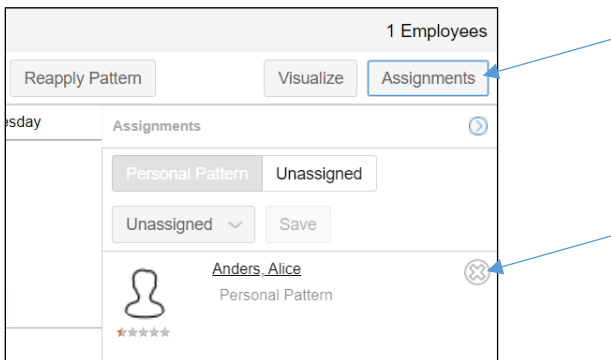 1 Employees
Reapply Pattern Visualize Assignments
esday Assignments
Personal Pattern Unassigned
Unassigned Save
Anders, Alice
Personal Pattern